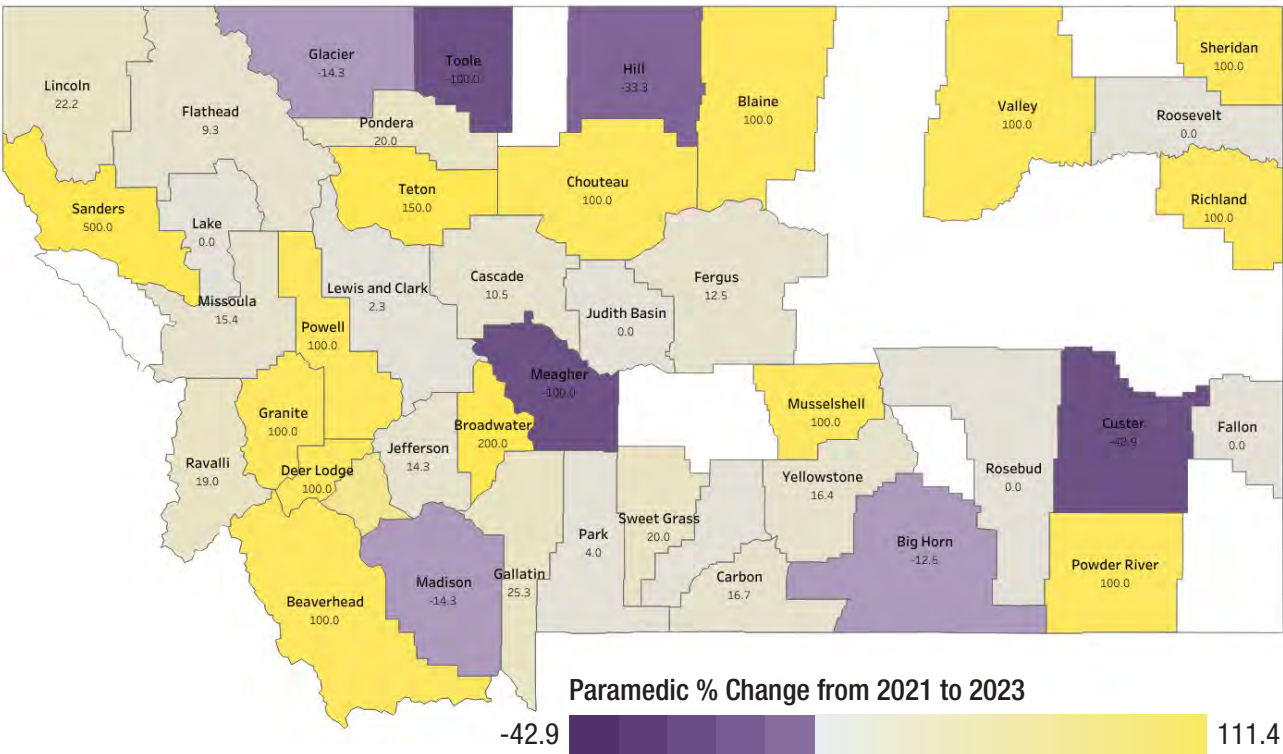 Glacier
-14.3
Toole
-100.0
Hill
-33.3
Sheridan
100.0
Lincoln
22.2
Flathead
9.3
Blaine
100.0
Valley
100.0
Roosevelt
0.0
Pondera
20.0
Teton
150.0
Chouteau
100.0
Richland
100.0
Sanders
500.0
Lake
0.0
Lewis and Clark
2.3
Cascade
10.5
Fergus
12.5
Missoula
15.4
Judith Basin
0.0
Powell
100.0
Meagher
-100.0
Musselshell
100.0
Granite
100.0
Broadwater
200.0
Custer
-42.9
Fallon
0.0
Ravalli
19.0
Deer Lodge
100.0
Jefferson
14.3
Yellowstone
16.4
Rosebud
0.0
Park
4.0
Sweet Grass
20.0
Big Horn
-12.5
Powder River
100.0
Beaverhead
100.0
Madison
-14.3
Gallatin
25.3
Carbon
16.7
Paramedic % Change from 2021 to 2023
-42.9 111.4